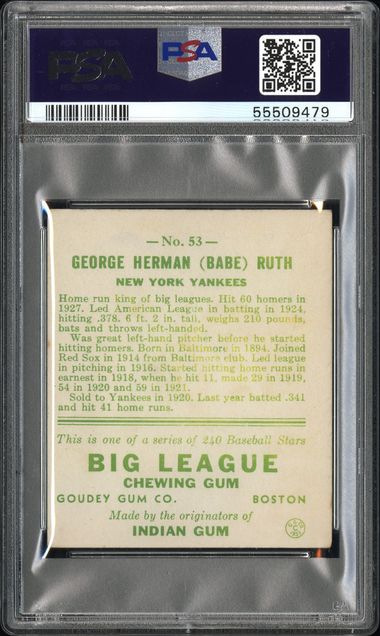 PSA
PSA
55509479
— No. 53 —
GEORGE HERMAN (BABE) RUTH
NEW YORK YANKEES
Home run king of big leagues. Hit 60 homers in
1927. Led American League in batting in 1924,
hitting .378. 6 ft. 2 in. tall, weighs 210 pounds,
bats and throws left-handed.
Was great left-hand pitcher before he started
hitting homers. Born in Baltimore in 1894. Joined
Red Sox in 1914 from Baltimore club. Led league
in pitching in 1916. Started hitting home runs in
earnest in 1918, when he hit 11, made 29 in 1919,
54 in 1920 and 59 in 1921.
Sold to Yankees in 1920. Last year batted .341
and hit 41 home runs.
This is one of a series of 240 Baseball Stars
BIG LEAGUE
CHEWING GUM
GOUDEY GUM CO. BOSTON
Made by the originators of
INDIAN GUM